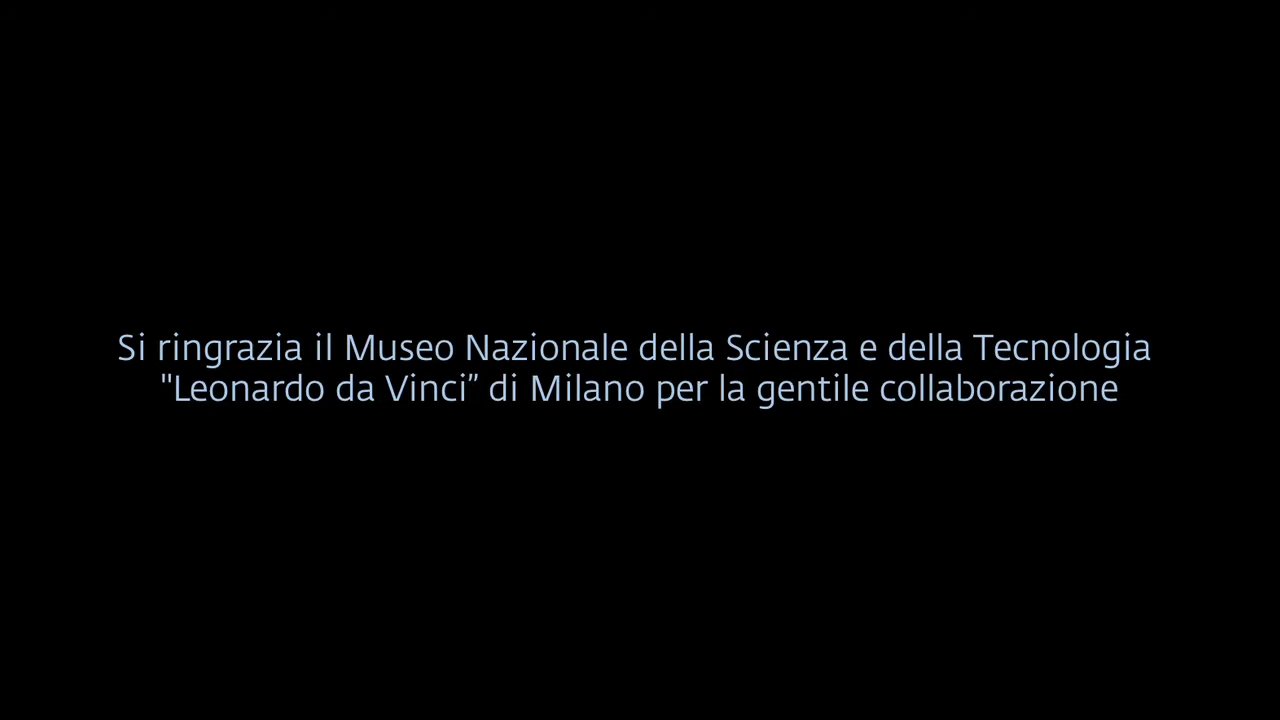 Si ringrazia il Museo Nazionale della Scienza e della Tecnologia
"Leonardo da Vinci” di Milano per la gentile collaborazione